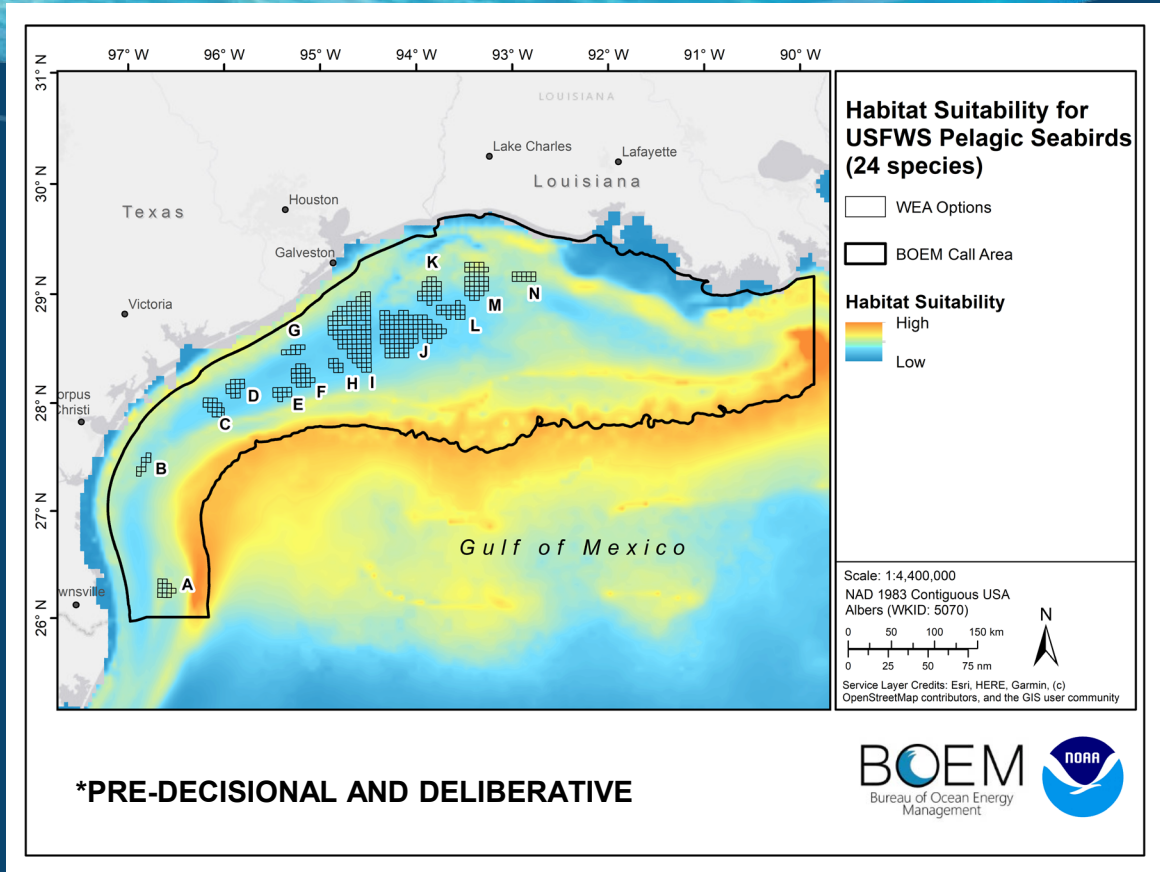 97° W 96° W 95° W 94° W 93° W 92° W 91° W 90° W
31° N
30° N
29° N
28° N
27° N
26° N
LOUISIANA
Lake Charles
Lafayette
Louisiana
Houston
Texas
Galveston
Victoria
orpus
Christi
wnsville
K
N
M
L
G
J
H I
F
E
D
C
B
A
Gulf of Mexico
Habitat Suitability for
USFWS Pelagic Seabirds
(24 species)
WEA Options
BOEM Call Area
Habitat Suitability
High
Low
Scale: 1:4,400,000
NAD 1983 Contiguous USA
Albers (WKID: 5070)
N
0 50 100 150 km
0 25 50 75 nm
Service Layer Credits: Esri, HERE, Garmin, (c)
OpenStreetMap contributors, and the GIS user community
*PRE-DECISIONAL AND DELIBERATIVE
BOEM
Bureau of Ocean Energy
Management
NOAA